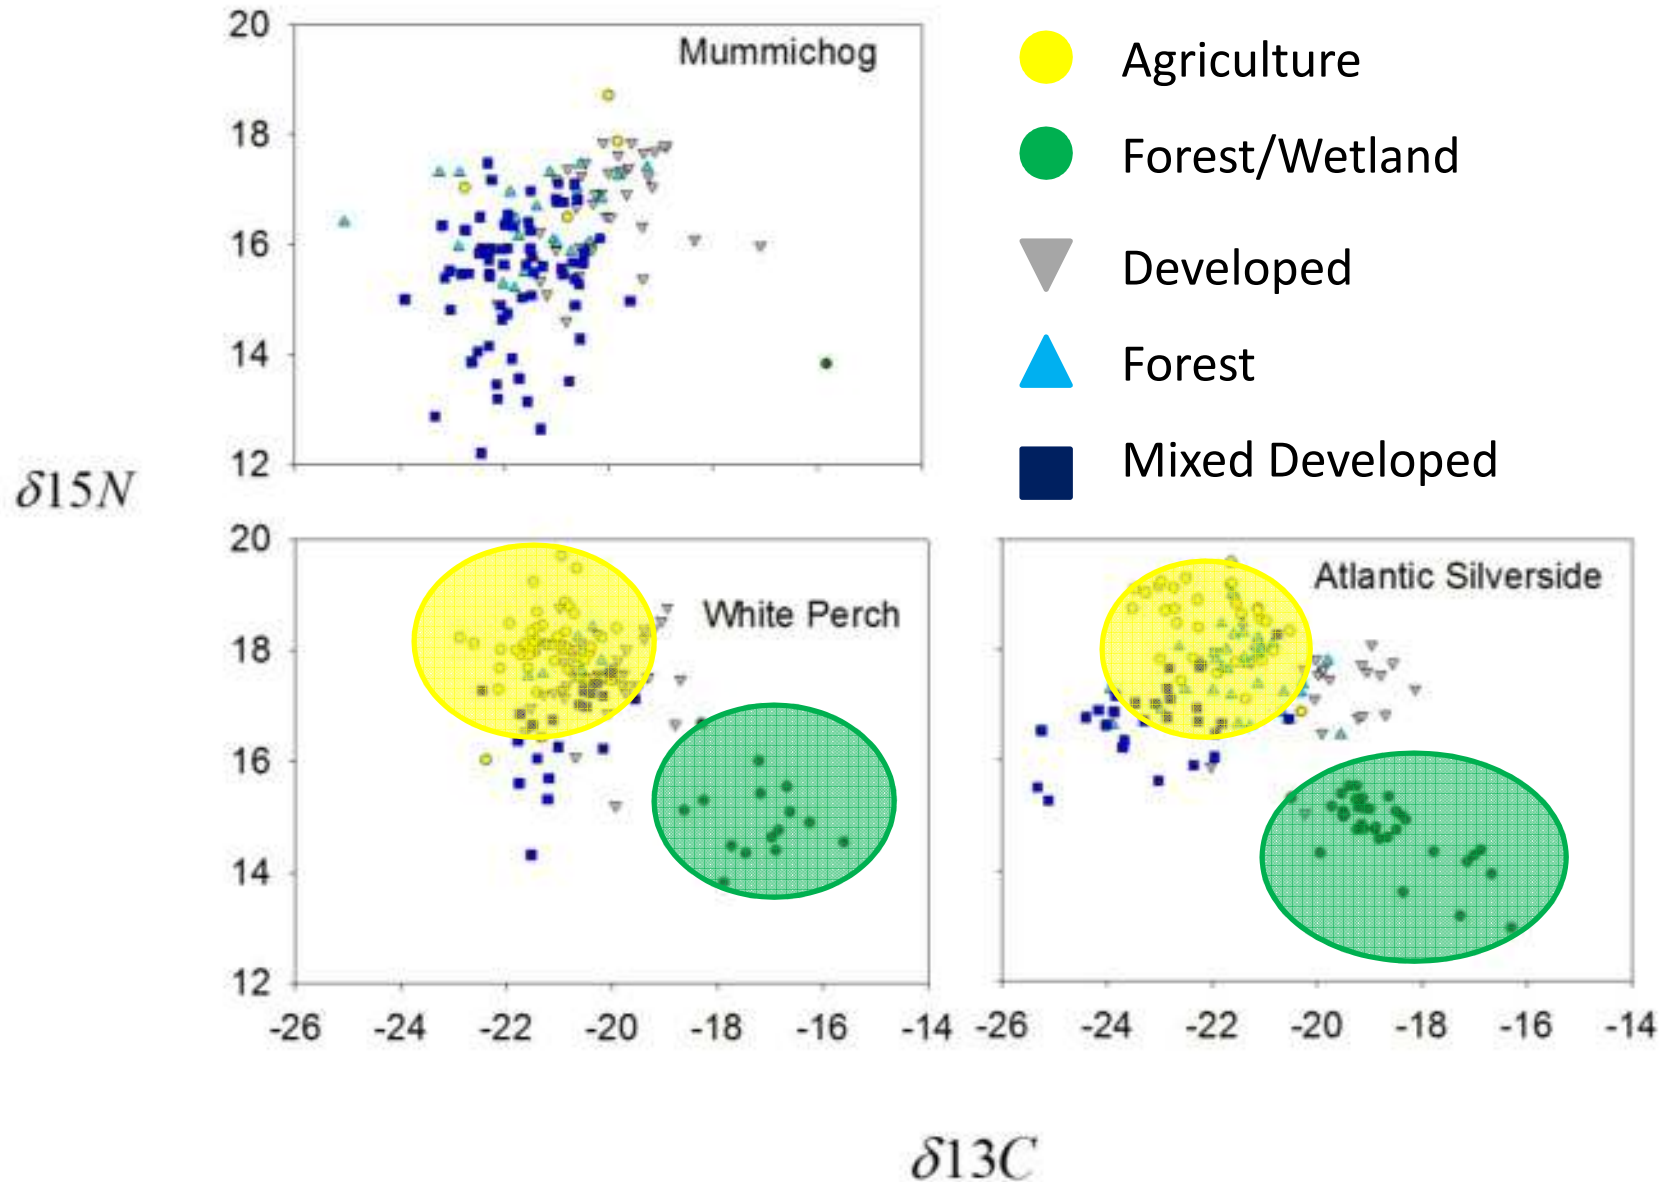 20
Mummichog
18
16
14
12
Agriculture
Forest/Wetland
Developed
Forest
Mixed Developed
δ15N
20
White Perch
18
16
14
12
-26 -24 -22 -20 -18 -16 -14
Atlantic Silverside
-26 -24 -22 -20 -18 -16 -14
δ13C